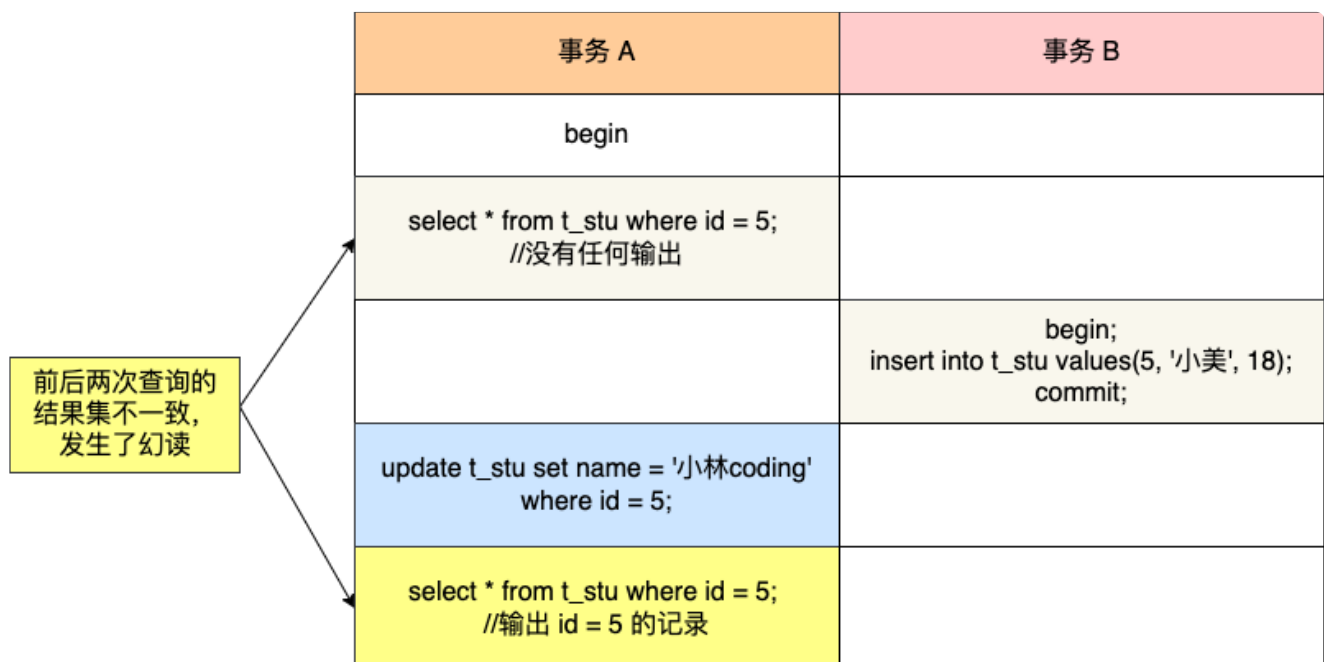 事务 A
事务 B
begin
select * from t_stu where id = 5;
//没有任何输出
begin;
insert into t_stu values(5, '小美', 18);
commit;
前后两次查询的
结果集不一致，
发生了幻读
update t_stu set name = '小林coding'
where id = 5;
select * from t_stu where id = 5;
//输出 id = 5 的记录